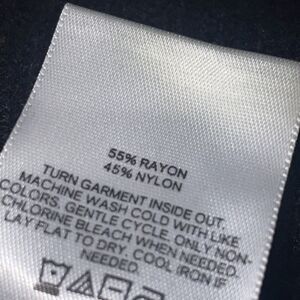 55% RAYON
45% NYLON
TURN GARMENT INSIDE OUT.
MACHINE WASH COLD WITH LIKE
COLORS, GENTLE CYCLE. ONLY NON-
CHLORINE BLEACH WHEN NEEDED.
LAY FLAT TO DRY. COOL IRON IF
NEEDED.